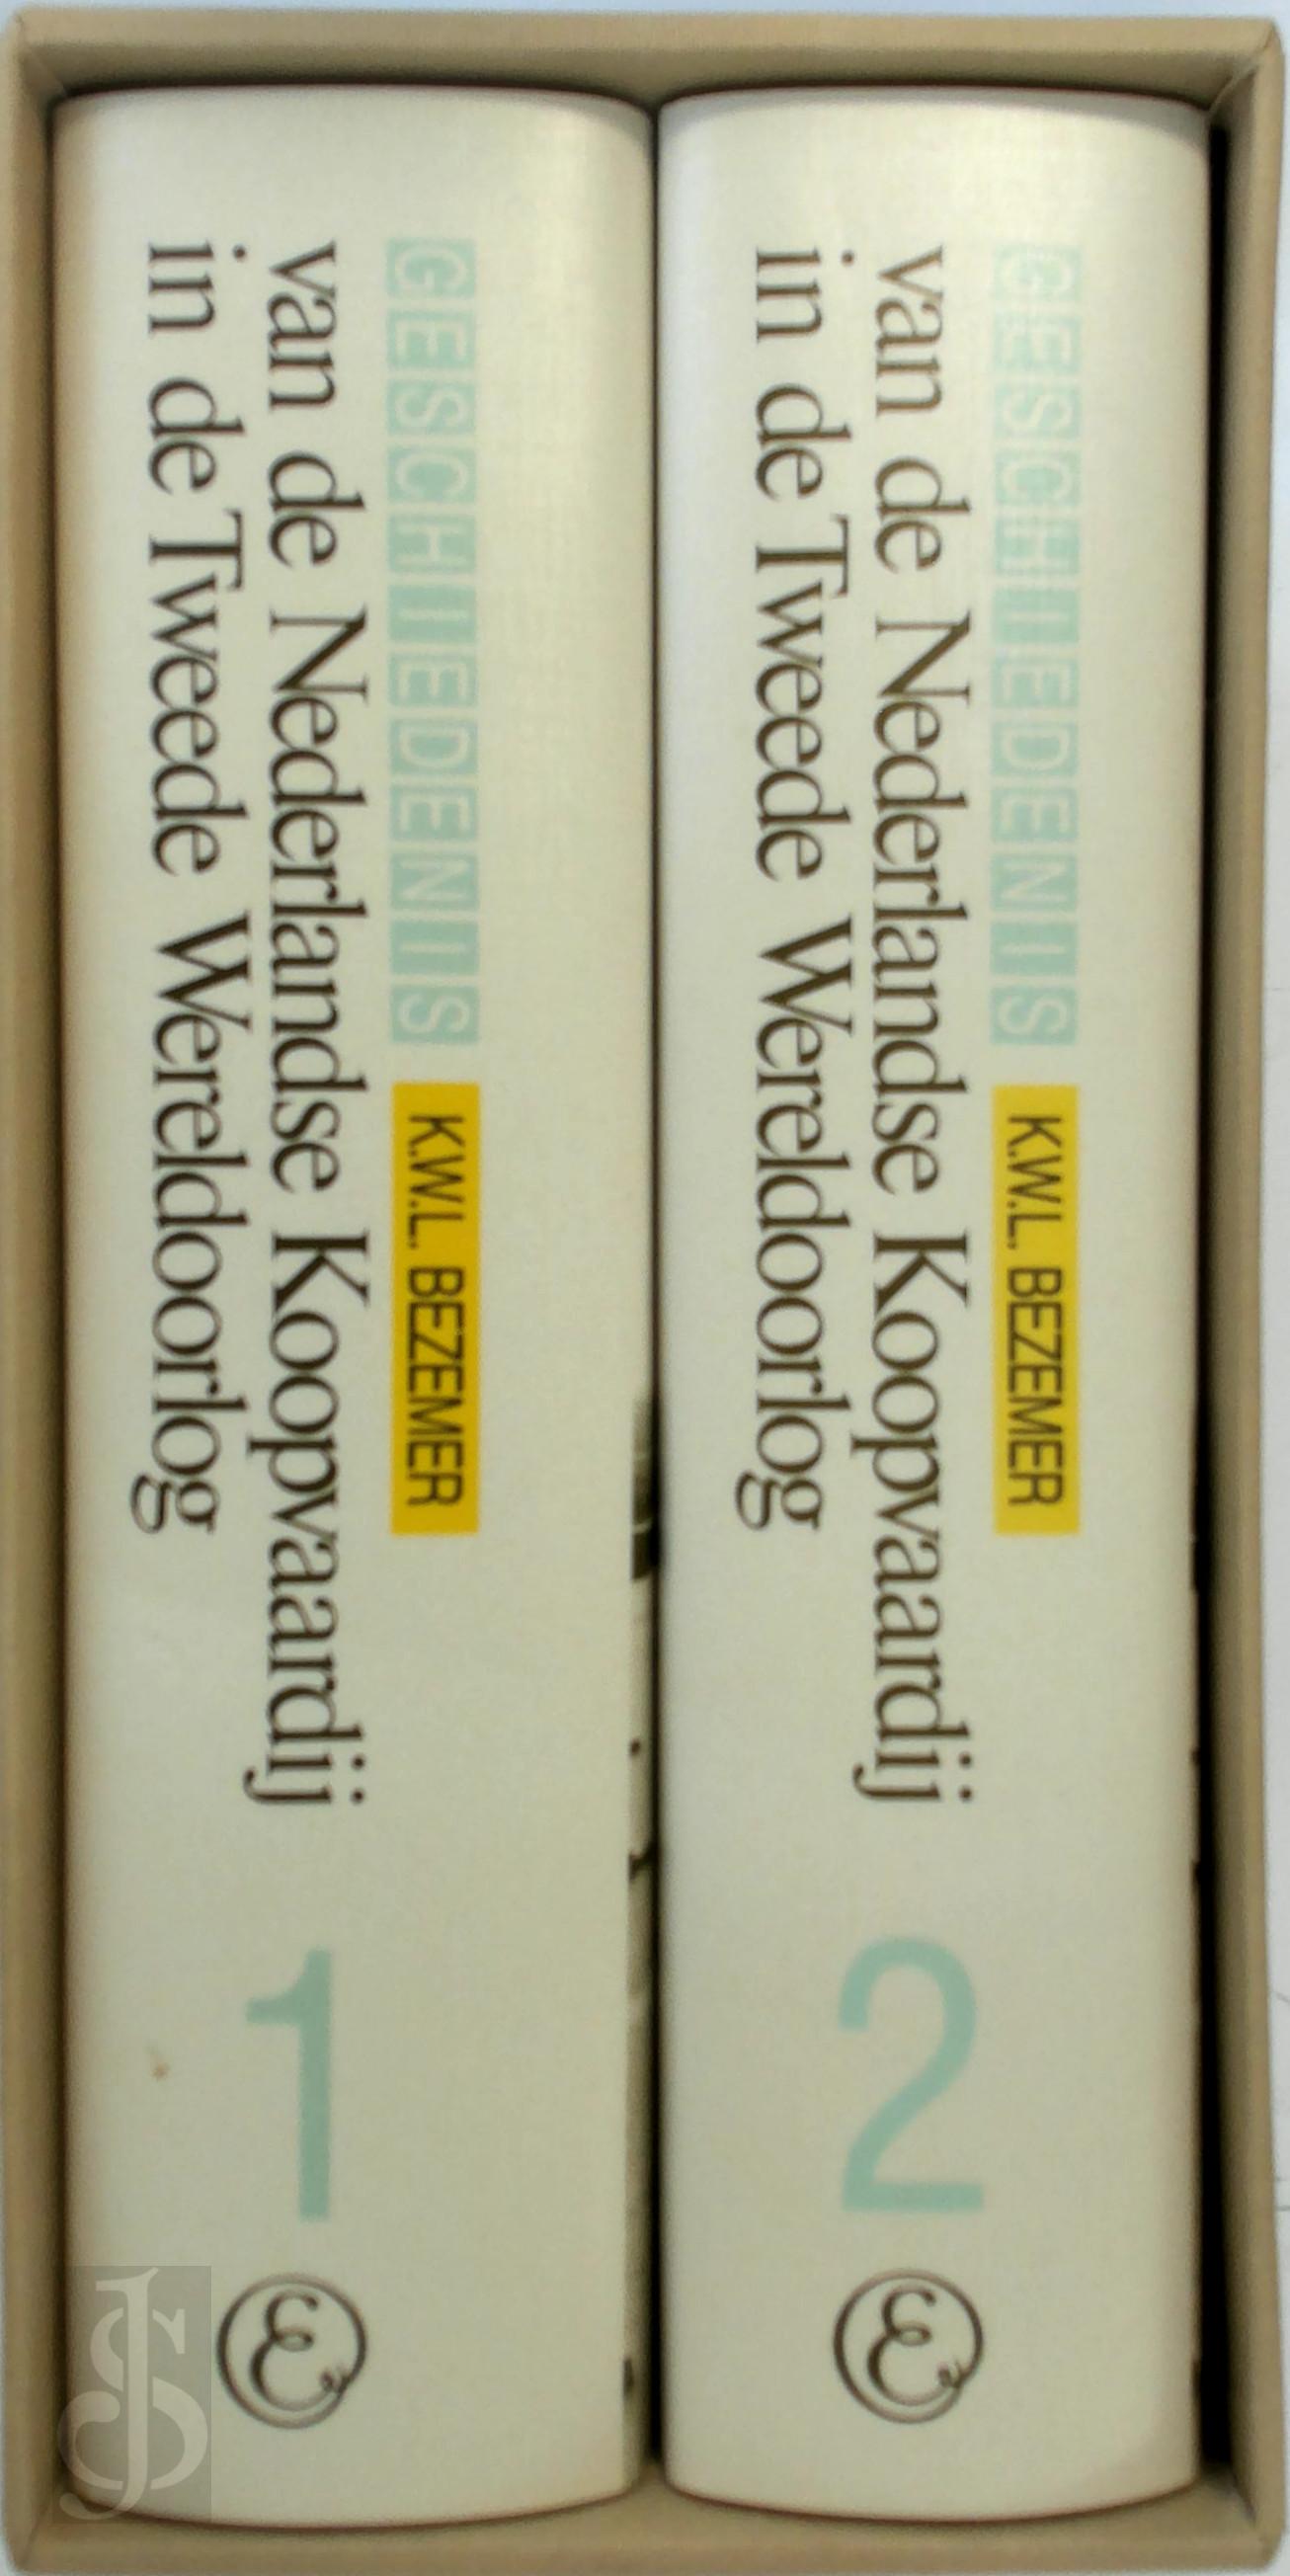 GESCHIEDENIS K.W.L. BEZEMER
van de Nederlandse Koopvaardij
in de Tweede Wereldoorlog
1
GESCHIEDENIS K.W.L. BEZEMER
van de Nederlandse Koopvaardij
in de Tweede Wereldoorlog
2